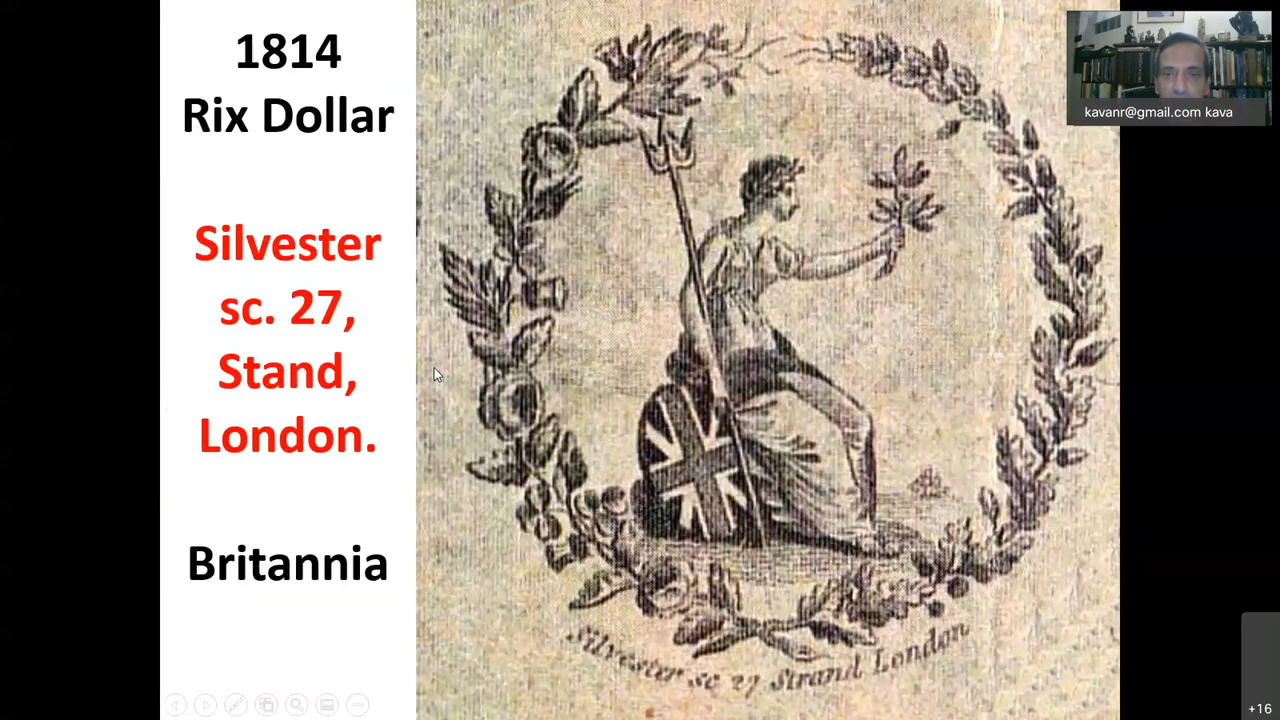 1814
Rix Dollar
Silvester
sc. 27,
Stand,
London.
Britannia
Silvester sc 27 Strand London
kavanr@gmail.com kava
+16